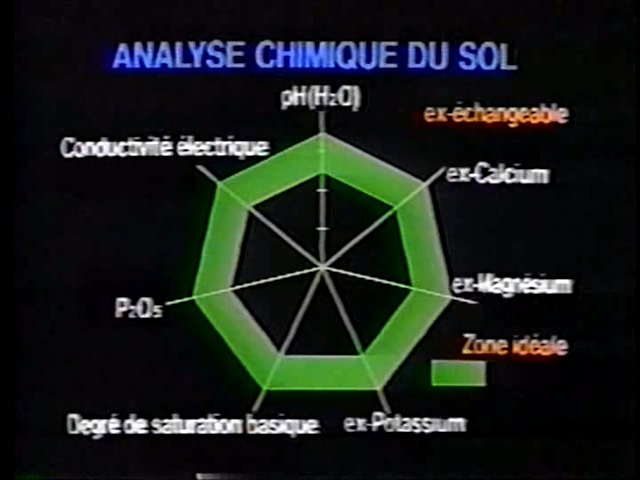 ANALYSE CHIMIQUE DU SOL
pH(H₂O)
ex-échangeable
Conductivité électrique
ex-Calcium
ex-Magnésium
P₂O₅
Zone idéale
Degré de saturation basique
ex-Potassium